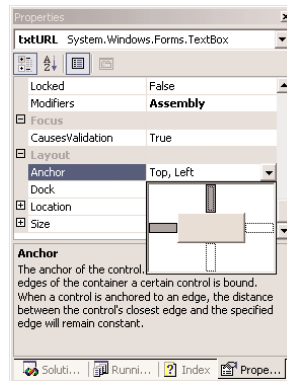 Properties
txtURL System.Windows.Forms.TextBox
Locked False
Modifiers Assembly
Focus
CausesValidation True
Layout
Anchor Top, Left
Dock
Location
Size
Anchor
The anchor of the control.
edges of the container a certain control is bound.
When a control is anchored to an edge, the distance
between the control's closest edge and the specified
edge will remain constant.
Soluti... Runni... Index Prope...